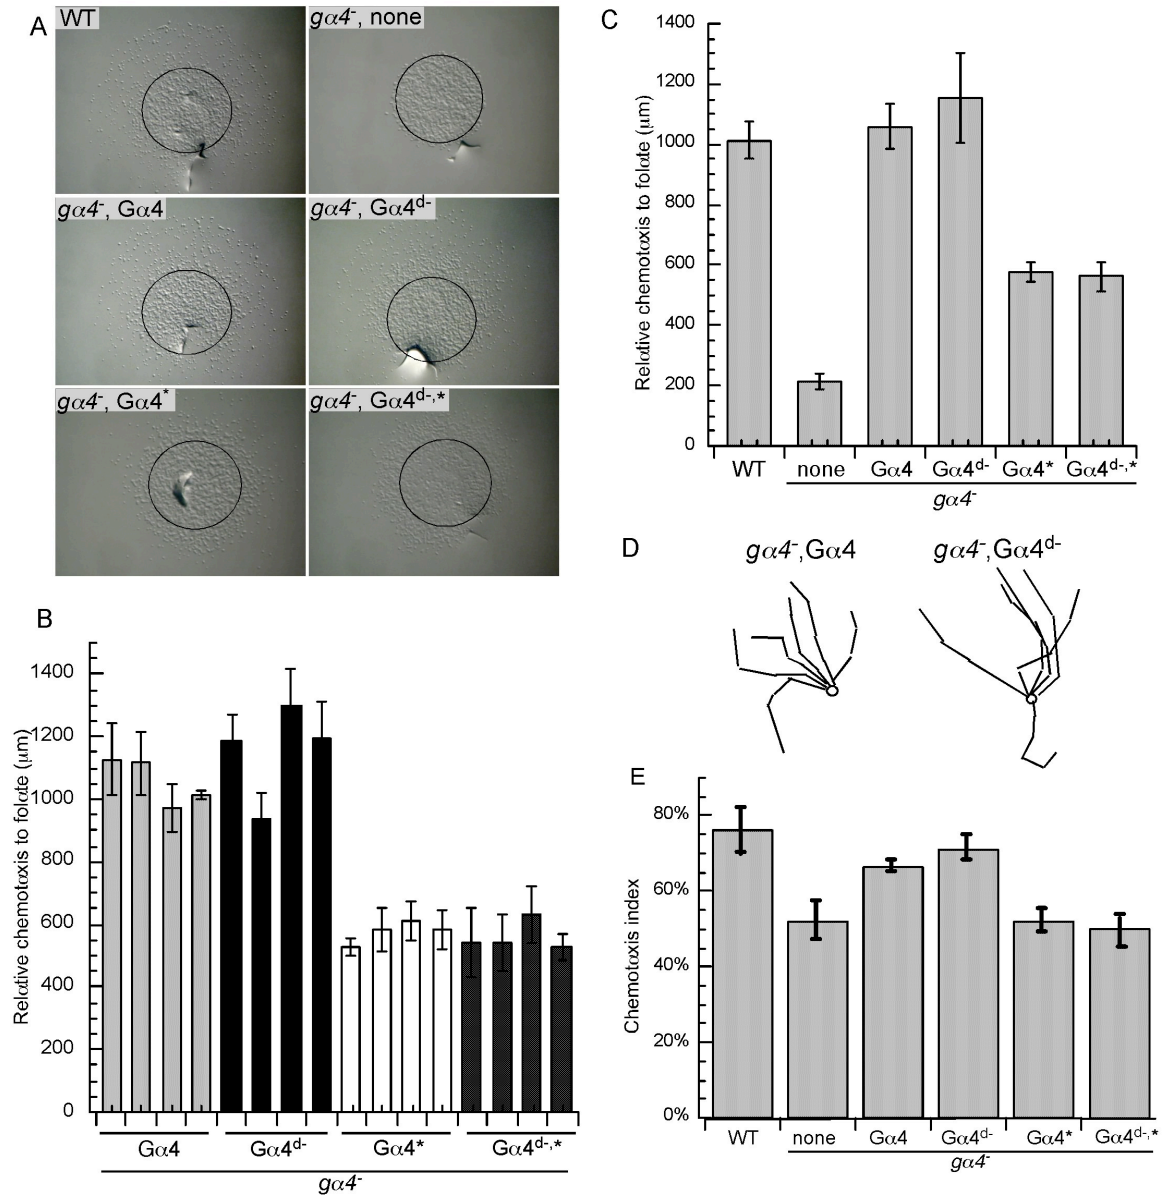 A
WT
gα4⁻, none
gα4⁻, Gα4
gα4⁻, Gα4ᵈ⁻
gα4⁻, Gα4*
gα4⁻, Gα4ᵈ⁻,*
B
Relative chemotaxis to folate (μm)
1400
1200
1000
800
600
400
200
0
Gα4
Gα4ᵈ⁻
Gα4*
Gα4ᵈ⁻,*
gα4⁻
C
Relative chemotaxis to folate (μm)
1400
1200
1000
800
600
400
200
0
WT
none
Gα4
Gα4ᵈ⁻
Gα4*
Gα4ᵈ⁻,*
gα4⁻
D
gα4⁻,Gα4
gα4⁻,Gα4ᵈ⁻
E
Chemotaxis index
80%
60%
40%
20%
0%
WT
none
Gα4
Gα4ᵈ⁻
Gα4*
Gα4ᵈ⁻,*
gα4⁻